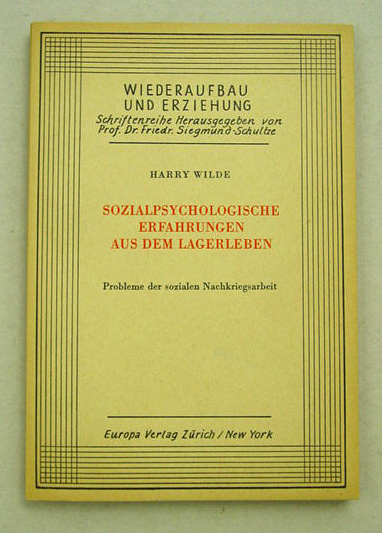 WIEDERAUFBAU
UND ERZIEHUNG
Schriftenreihe Herausgegeben von
Prof. Dr. Friedr. Siegmund-Schultze
HARRY WILDE
SOZIALPSYCHOLOGISCHE
ERFAHRUNGEN
AUS DEM LAGERLEBEN
Probleme der sozialen Nachkriegsarbeit
Europa Verlag Zürich / New York